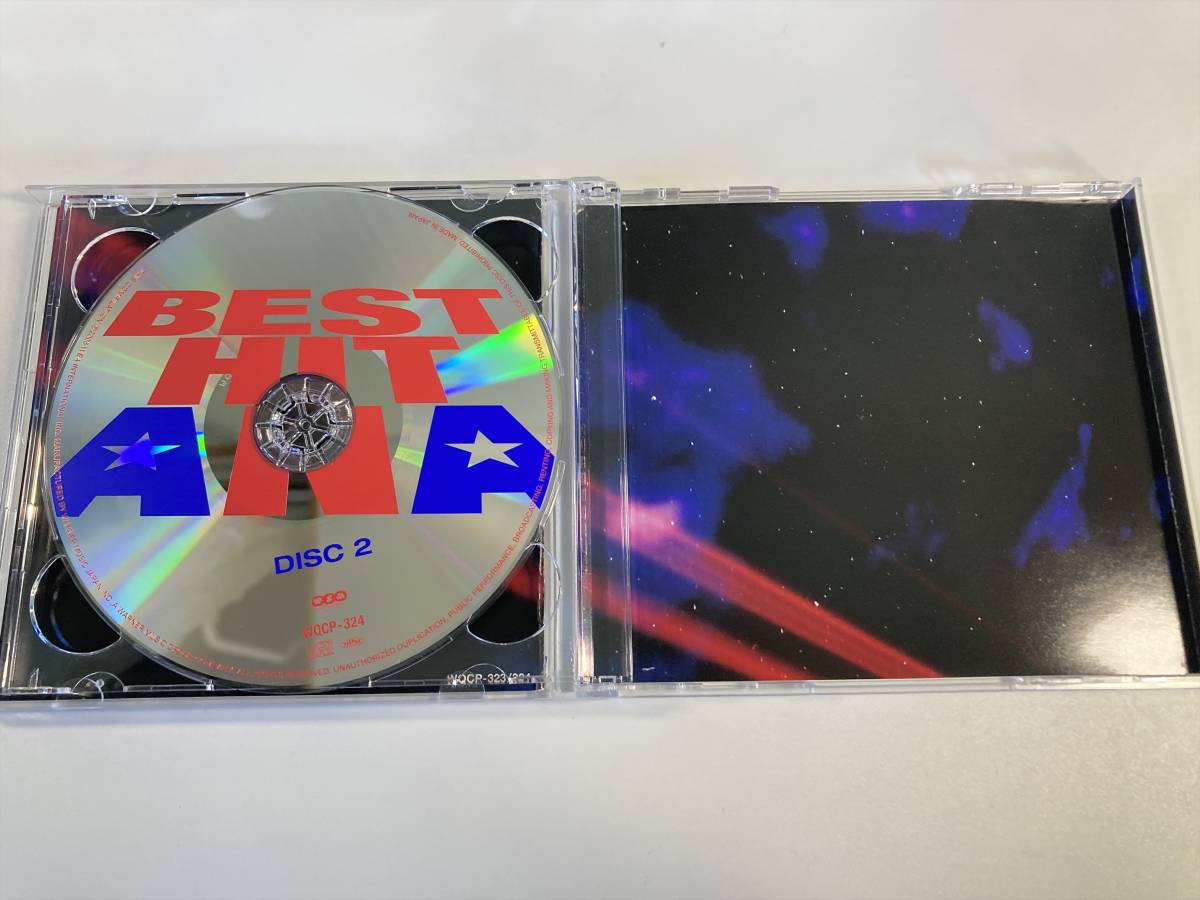 BEST
HIT
ANA
DISC 2
WQCP-324
MADE IN JAPAN.
UNAUTHORIZED DUPLICATION, PUBLIC PERFORMANCE, BROADCASTING, RENTING, COPYING AND MAKING TRANSMITTABLE OF THIS DISC PROHIBITED.
WQCP-323/324